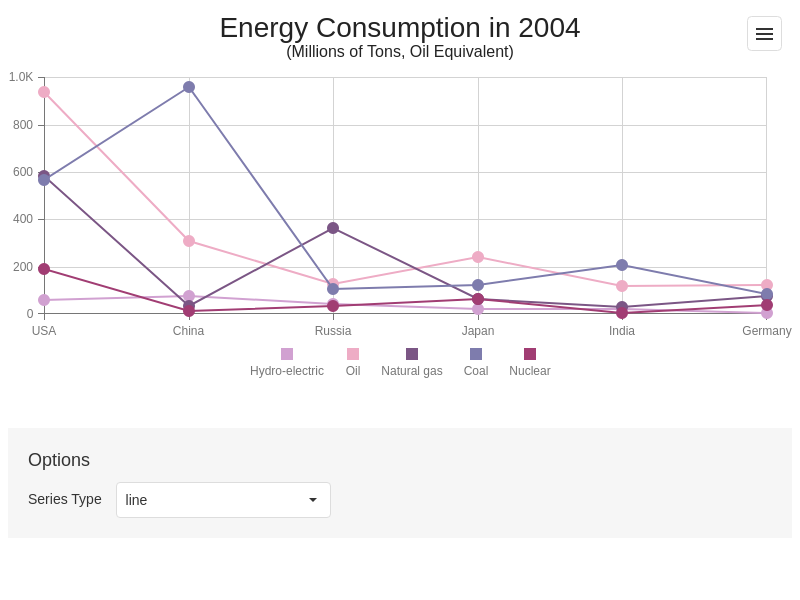 Energy Consumption in 2004
(Millions of Tons, Oil Equivalent)
1.0K
800
600
400
200
0
USA China Russia Japan India Germany
Hydro-electric Oil Natural gas Coal Nuclear
Options
Series Type line